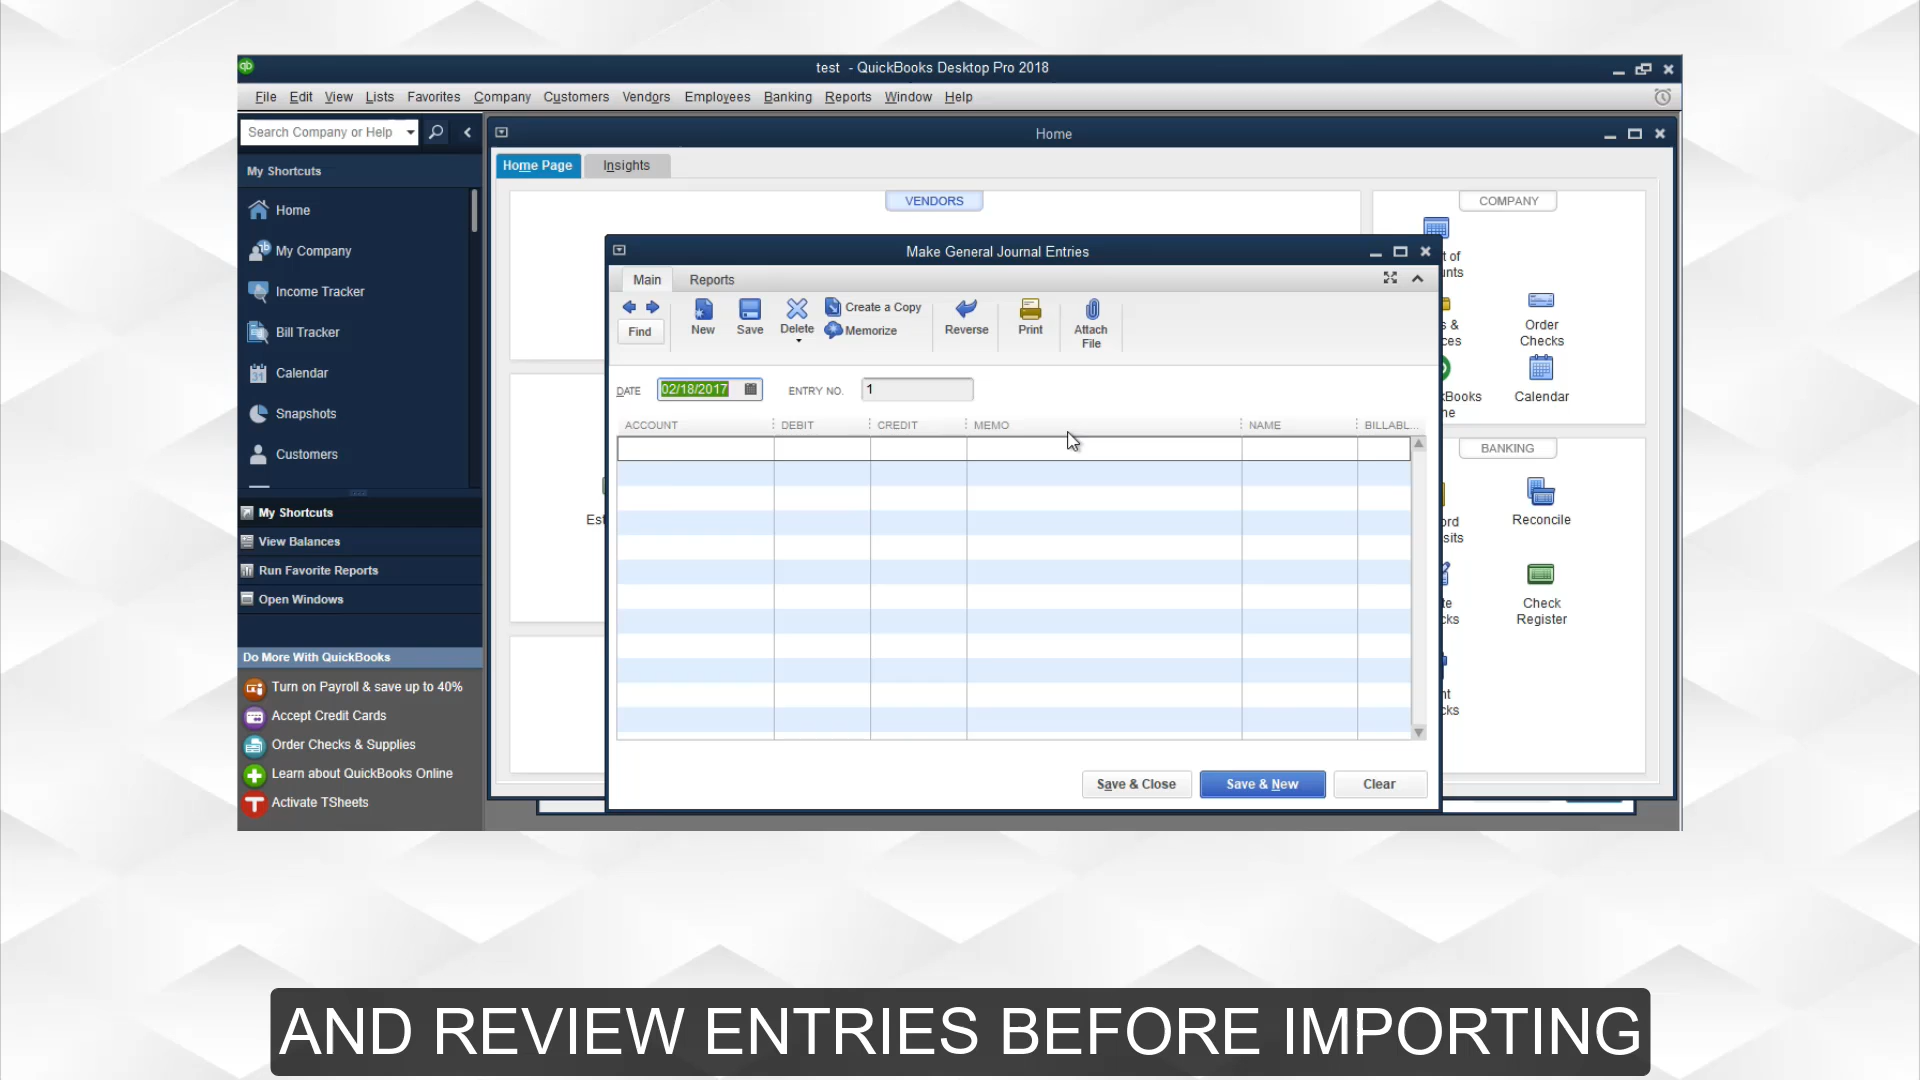 test - QuickBooks Desktop Pro 2018
File Edit View Lists Favorites Company Customers Vendors Employees Banking Reports Window Help
Search Company or Help
Home
Home Page
Insights
My Shortcuts
Home
My Company
Income Tracker
Bill Tracker
Calendar
Snapshots
Customers
My Shortcuts
View Balances
Run Favorite Reports
Open Windows
Do More With QuickBooks
Turn on Payroll & save up to 40%
Accept Credit Cards
Order Checks & Supplies
Learn about QuickBooks Online
Activate TSheets
VENDORS
COMPANY
Order
Checks
Calendar
BANKING
Reconcile
Check
Register
Make General Journal Entries
Main Reports
Find
New
Save
Delete
Create a Copy
Memorize
Reverse
Print
Attach
File
DATE 02/18/2017 ENTRY NO. 1
ACCOUNT DEBIT CREDIT MEMO NAME BILLABL...
Save & Close Save & New Clear
AND REVIEW ENTRIES BEFORE IMPORTING